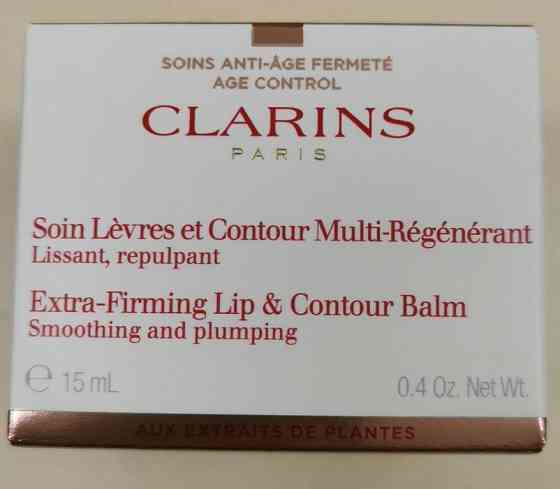 SOINS ANTI-ÂGE FERMETÉ
AGE CONTROL
CLARINS
PARIS
Soin Lèvres et Contour Multi-Régénérant
Lissant, repulpant
Extra-Firming Lip & Contour Balm
Smoothing and plumping
℮ 15 mL 0.4 Oz. Net Wt.
AUX EXTRAITS DE PLANTES